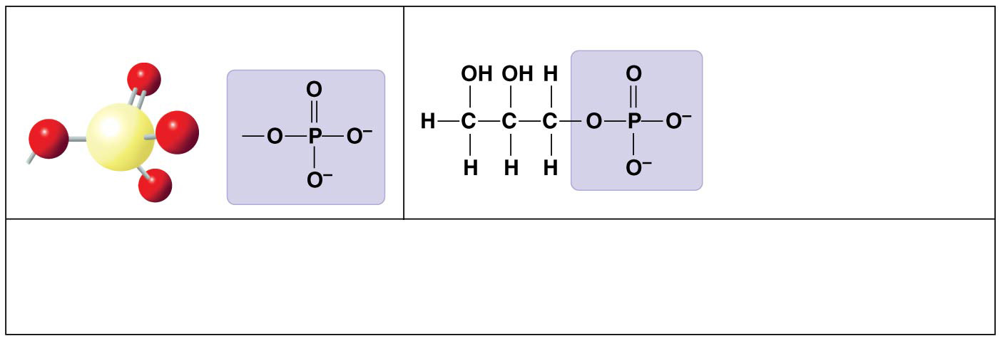 O
O P O−
O−
OH OH H
O
H C C C O P O−
H H H
O−